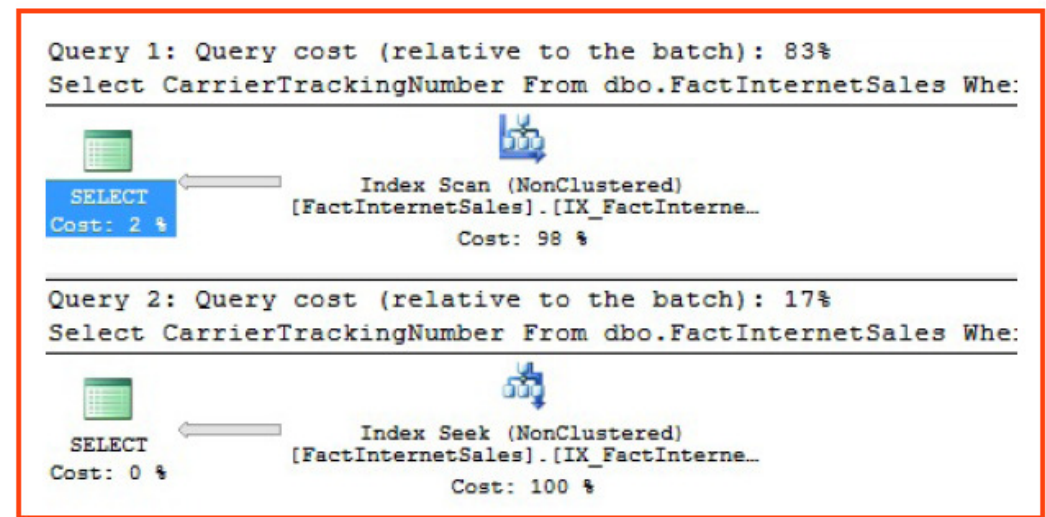 Query 1: Query cost (relative to the batch): 83%
Select CarrierTrackingNumber From dbo.FactInternetSales Whe
SELECT
Cost: 2 %
Index Scan (NonClustered)
[FactInternetSales].[IX_FactInterne…
Cost: 98 %
Query 2: Query cost (relative to the batch): 17%
Select CarrierTrackingNumber From dbo.FactInternetSales Whe
SELECT
Cost: 0 %
Index Seek (NonClustered)
[FactInternetSales].[IX_FactInterne…
Cost: 100 %